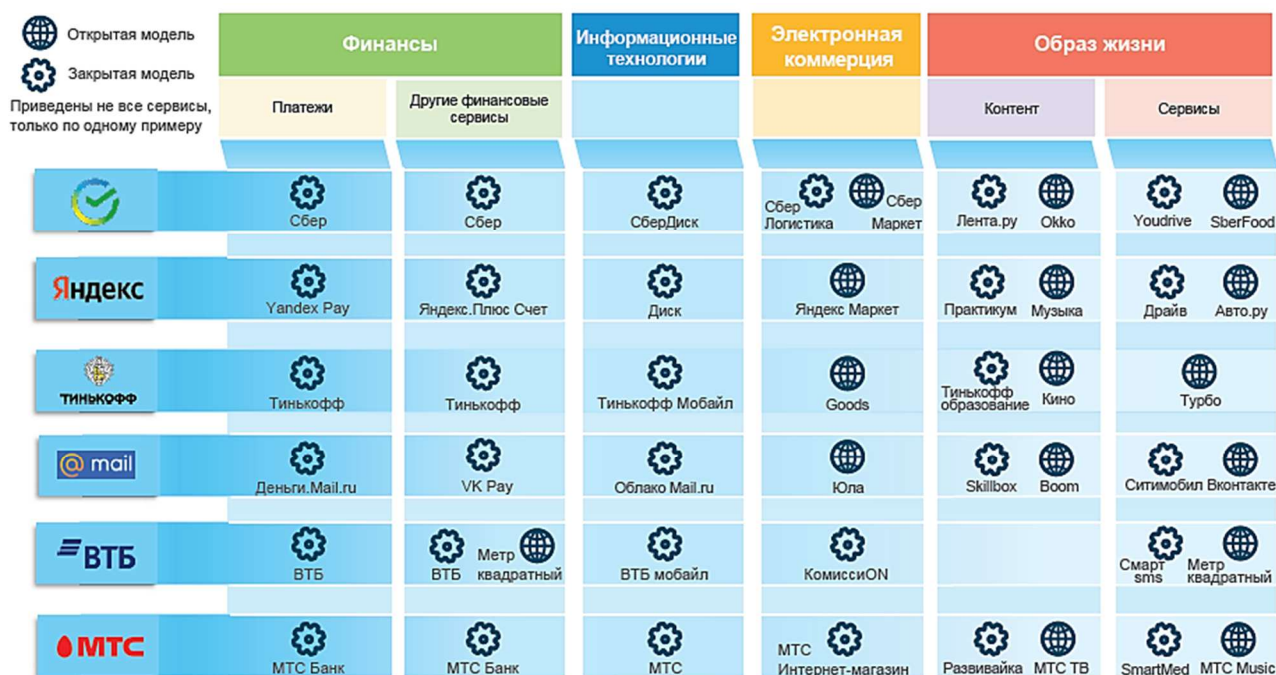 Открытая модель
Закрытая модель
Приведены не все сервисы,
только по одному примеру
Финансы
Информационные
технологии
Электронная
коммерция
Образ жизни
Платежи
Другие финансовые
сервисы
Контент
Сервисы
Сбер
Сбер
СберДиск
Сбер
Логистика
Сбер
Маркет
Лента.ру
Okko
Youdrive
SberFood
Яндекс
Yandex Pay
Яндекс.Плюс Счет
Диск
Яндекс Маркет
Практикум
Музыка
Драйв
Авто.ру
ТИНЬКОФФ
Тинькофф
Тинькофф
Тинькофф Мобайл
Goods
Тинькофф
образование
Кино
Турбо
@ mail
Деньги.Mail.ru
VK Pay
Облако Mail.ru
Юла
Skillbox
Boom
Ситимобил
Вконтакте
ВТБ
ВТБ
ВТБ
Метр
квадратный
ВТБ мобайл
КомиссиON
Смарт
sms
Метр
квадратный
МТС
МТС Банк
МТС Банк
МТС
МТС
Интернет-магазин
Развивайка
МТС ТВ
SmartMed
МТС Music